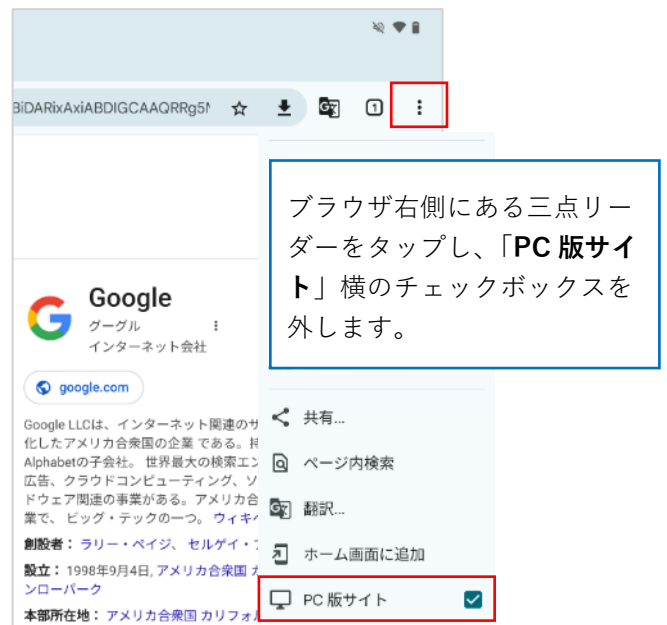 BiDARixAxiABDIGCAAQRRg5
1
ブラウザ右側にある三点リー
ダーをタップし、「PC 版サイ
ト」横のチェックボックスを
外します。
Google
グーグル
インターネット会社
google.com
Google LLCは、インターネット関連のサ
化したアメリカ合衆国の企業 である。
Alphabetの子会社。 世界最大の検索エン
広告、クラウドコンピューティング、ソ
ドウェア関連の事業がある。アメリカ合
業で、 ビッグ・テックの一つ。 ウィキ
創設者： ラリー・ペイジ、 セルゲイ・
設立： 1998年9月4日, アメリカ合衆国
ンローパーク
本部所在地： アメリカ合衆国 カリフォ
共有...
ページ内検索
翻訳...
ホーム画面に追加
PC 版サイト